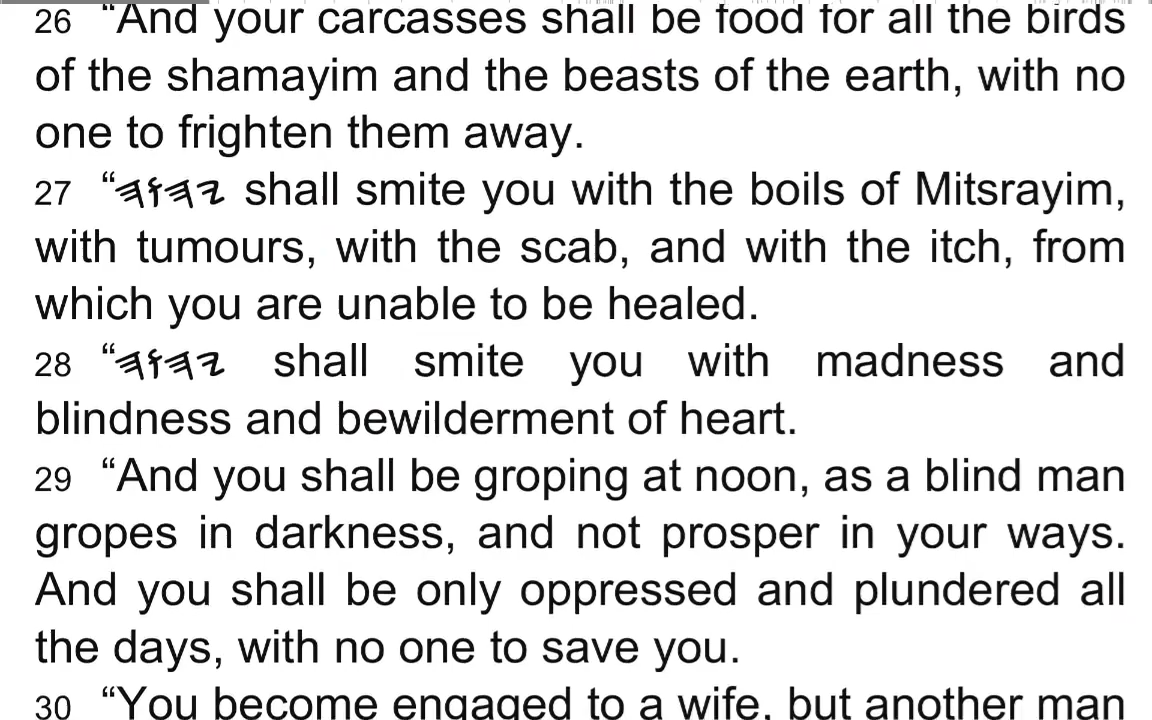 26 “And your carcasses shall be food for all the birds
of the shamayim and the beasts of the earth, with no
one to frighten them away.
27 “𐤉𐤄𐤅𐤄 shall smite you with the boils of Mitsrayim,
with tumours, with the scab, and with the itch, from
which you are unable to be healed.
28 “𐤉𐤄𐤅𐤄 shall smite you with madness and
blindness and bewilderment of heart.
29 “And you shall be groping at noon, as a blind man
gropes in darkness, and not prosper in your ways.
And you shall be only oppressed and plundered all
the days, with no one to save you.
30 “You become engaged to a wife, but another man